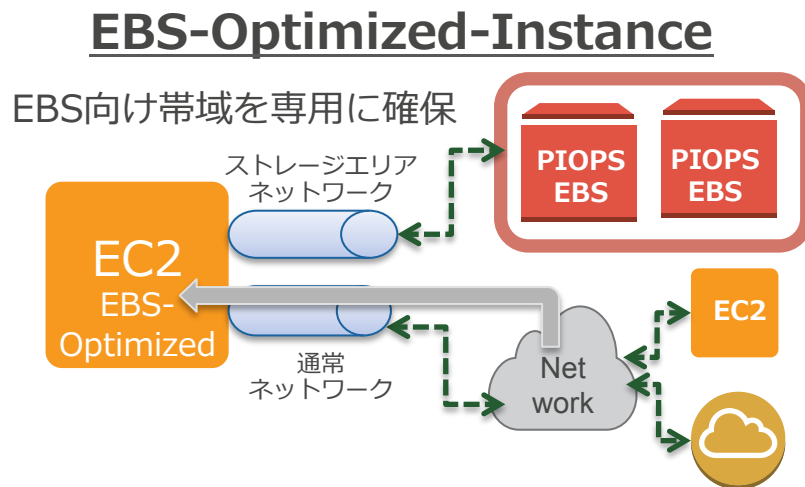 EBS-Optimized-Instance
EBS向け帯域を専用に確保
ストレージエリア
ネットワーク
PIOPS
EBS
PIOPS
EBS
EC2
EBS-
Optimized
通常
ネットワーク
Net
work
EC2